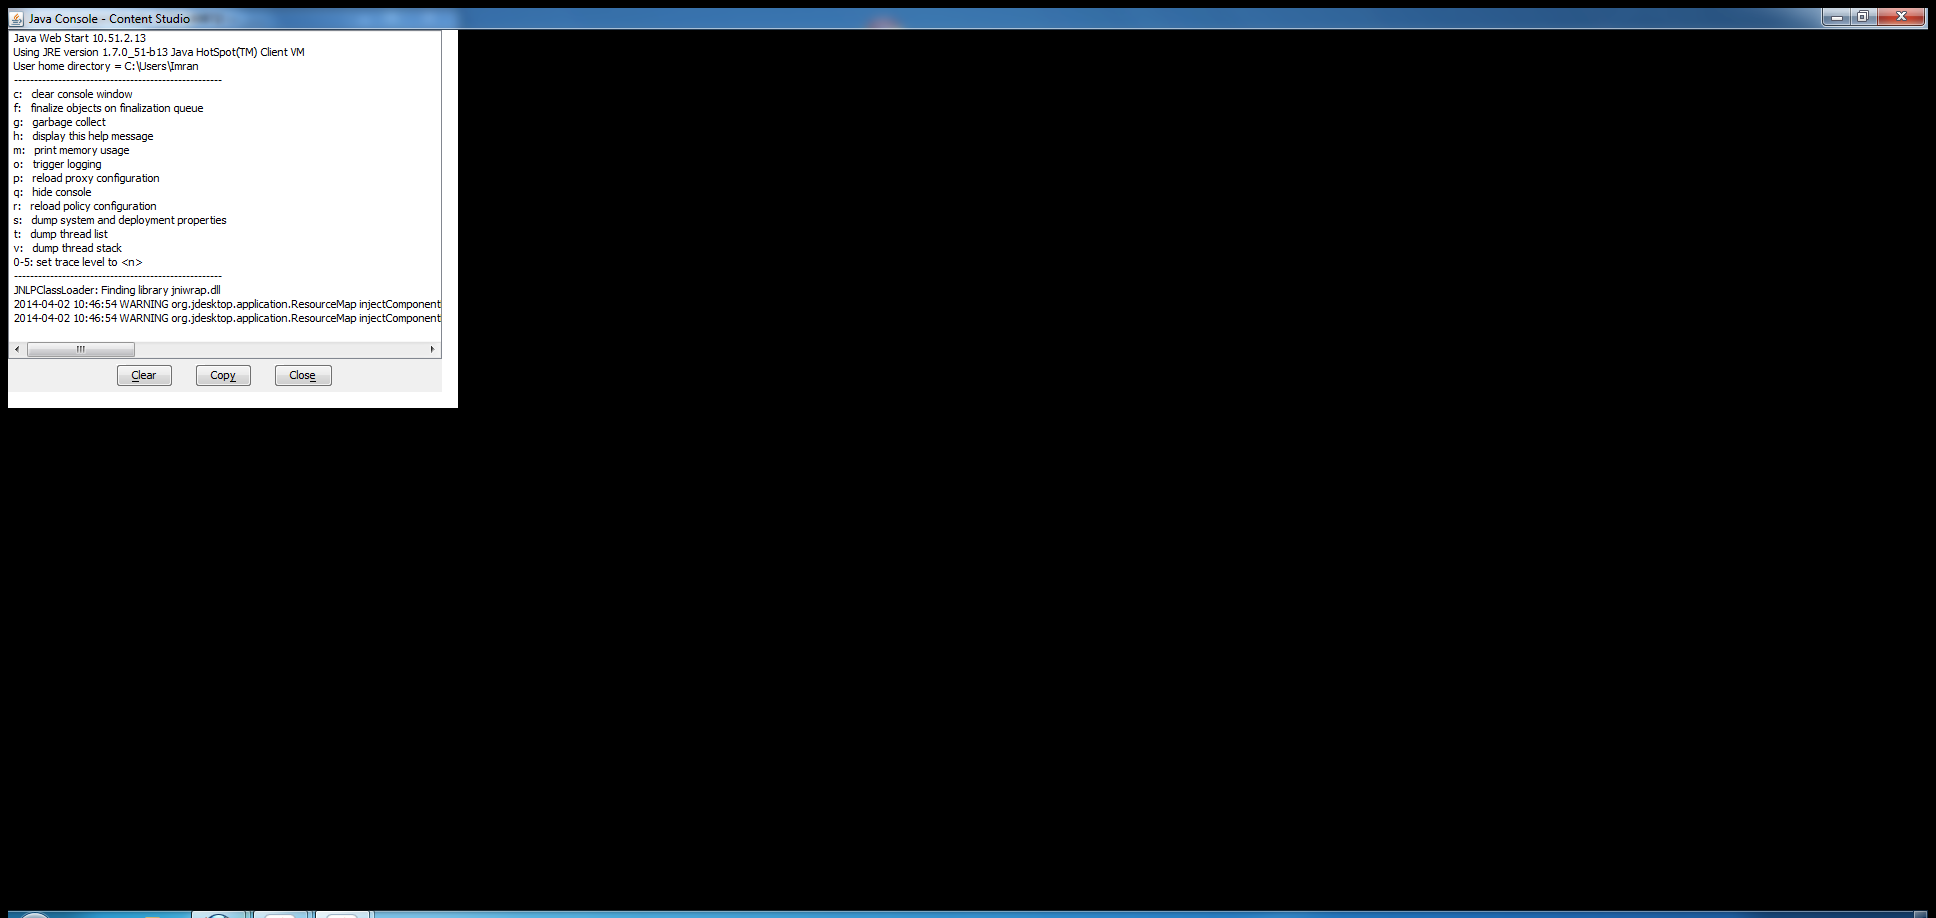 Java Console - Content Studio
Java Web Start 10.51.2.13
Using JRE version 1.7.0_51-b13 Java HotSpot(TM) Client VM
User home directory = C:\Users\Imran
----------------------------------------------------
c:   clear console window
f:   finalize objects on finalization queue
g:   garbage collect
h:   display this help message
m:   print memory usage
o:   trigger logging
p:   reload proxy configuration
q:   hide console
r:   reload policy configuration
s:   dump system and deployment properties
t:   dump thread list
v:   dump thread stack
0-5: set trace level to <n>
----------------------------------------------------
JNLPClassLoader: Finding library jniwrap.dll
2014-04-02 10:46:54 WARNING org.jdesktop.application.ResourceMap injectComponent
2014-04-02 10:46:54 WARNING org.jdesktop.application.ResourceMap injectComponent
Clear Copy Close